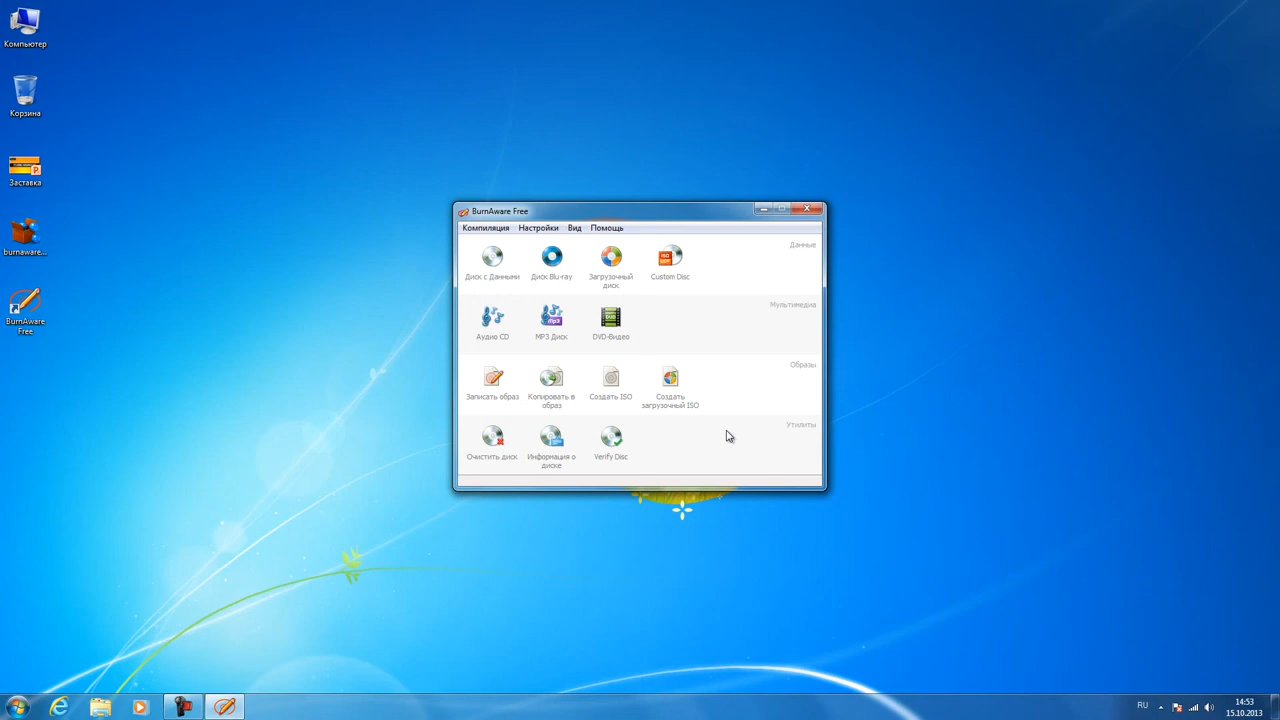 Компьютер
Корзина
Заставка
burnaware...
BurnAware
Free
BurnAware Free
Компиляция Настройки Вид Помощь
Данные
Диск с Данными Диск Blu-ray Загрузочный диск Custom Disc
Мультимедиа
Аудио CD MP3 Диск DVD-Видео
Образы
Записать образ Копировать в образ Создать ISO Создать загрузочный ISO
Утилиты
Очистить диск Информация о диске Verify Disc
RU
14:53
15.10.2013